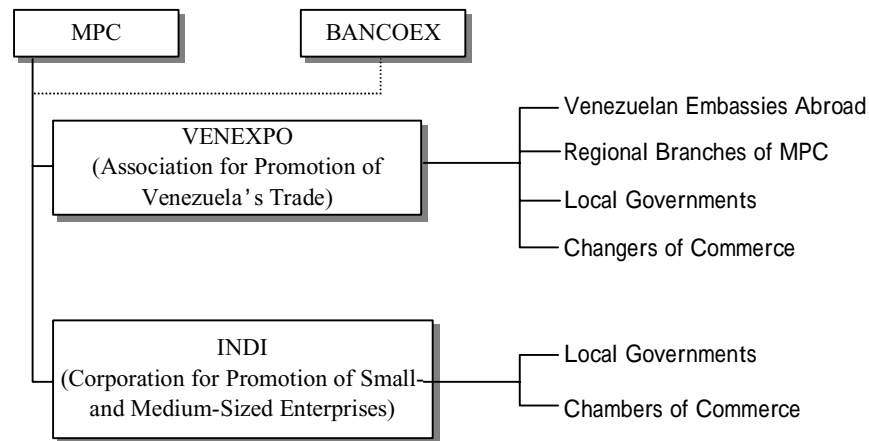 MPC
BANCOEX
VENEXPO
(Association for Promotion of
Venezuela's Trade)
Venezuelan Embassies Abroad
Regional Branches of MPC
Local Governments
Changers of Commerce
INDI
(Corporation for Promotion of Small-
and Medium-Sized Enterprises)
Local Governments
Chambers of Commerce